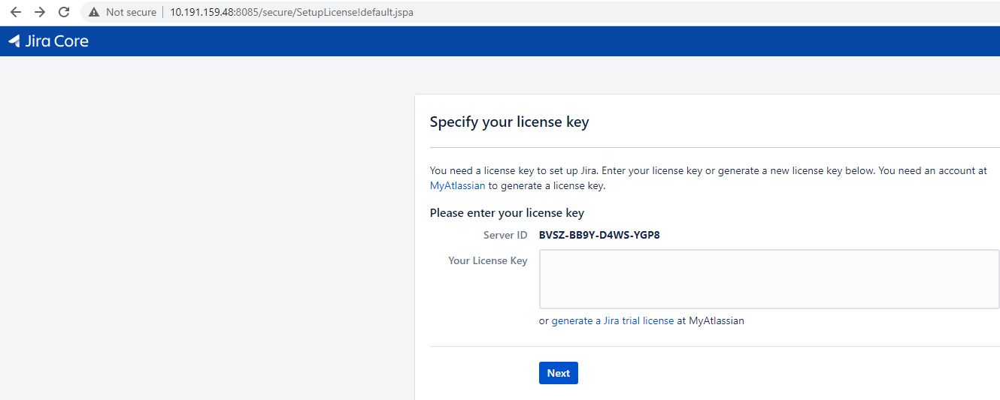 Not secure | 10.191.159.48:8085/secure/SetupLicense!default.jspa
Jira Core
Specify your license key
You need a license key to set up Jira. Enter your license key or generate a new license key below. You need an account at
MyAtlassian to generate a license key.
Please enter your license key
Server ID BVSZ-BB9Y-D4WS-YGP8
Your License Key
or generate a Jira trial license at MyAtlassian
Next